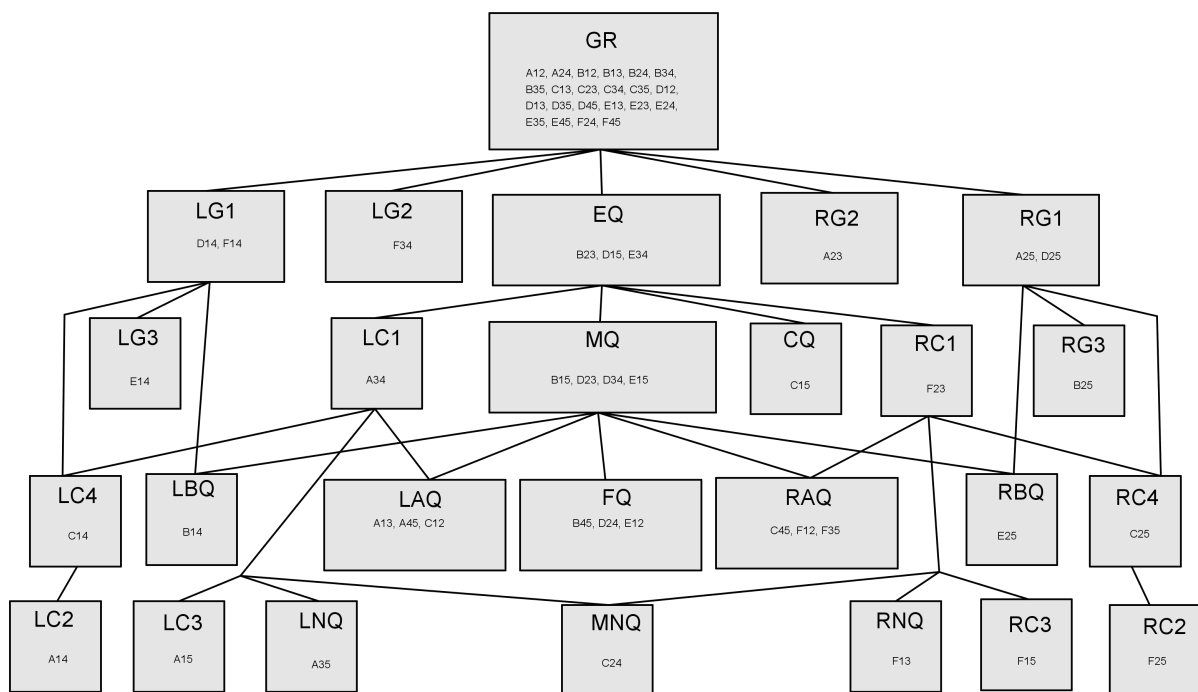 GR
A12, A24, B12, B13, B24, B34,
B35, C13, C23, C34, C35, D12,
D13, D35, D45, E13, E23, E24,
E35, E45, F24, F45
LG1
D14, F14
LG2
F34
EQ
B23, D15, E34
RG2
A23
RG1
A25, D25
LG3
E14
LC1
A34
MQ
B15, D23, D34, E15
CQ
C15
RC1
F23
RG3
B25
LC4
C14
LBQ
B14
LAQ
A13, A45, C12
FQ
B45, D24, E12
RAQ
C45, F12, F35
RBQ
E25
RC4
C25
LC2
A14
LC3
A15
LNQ
A35
MNQ
C24
RNQ
F13
RC3
F15
RC2
F25